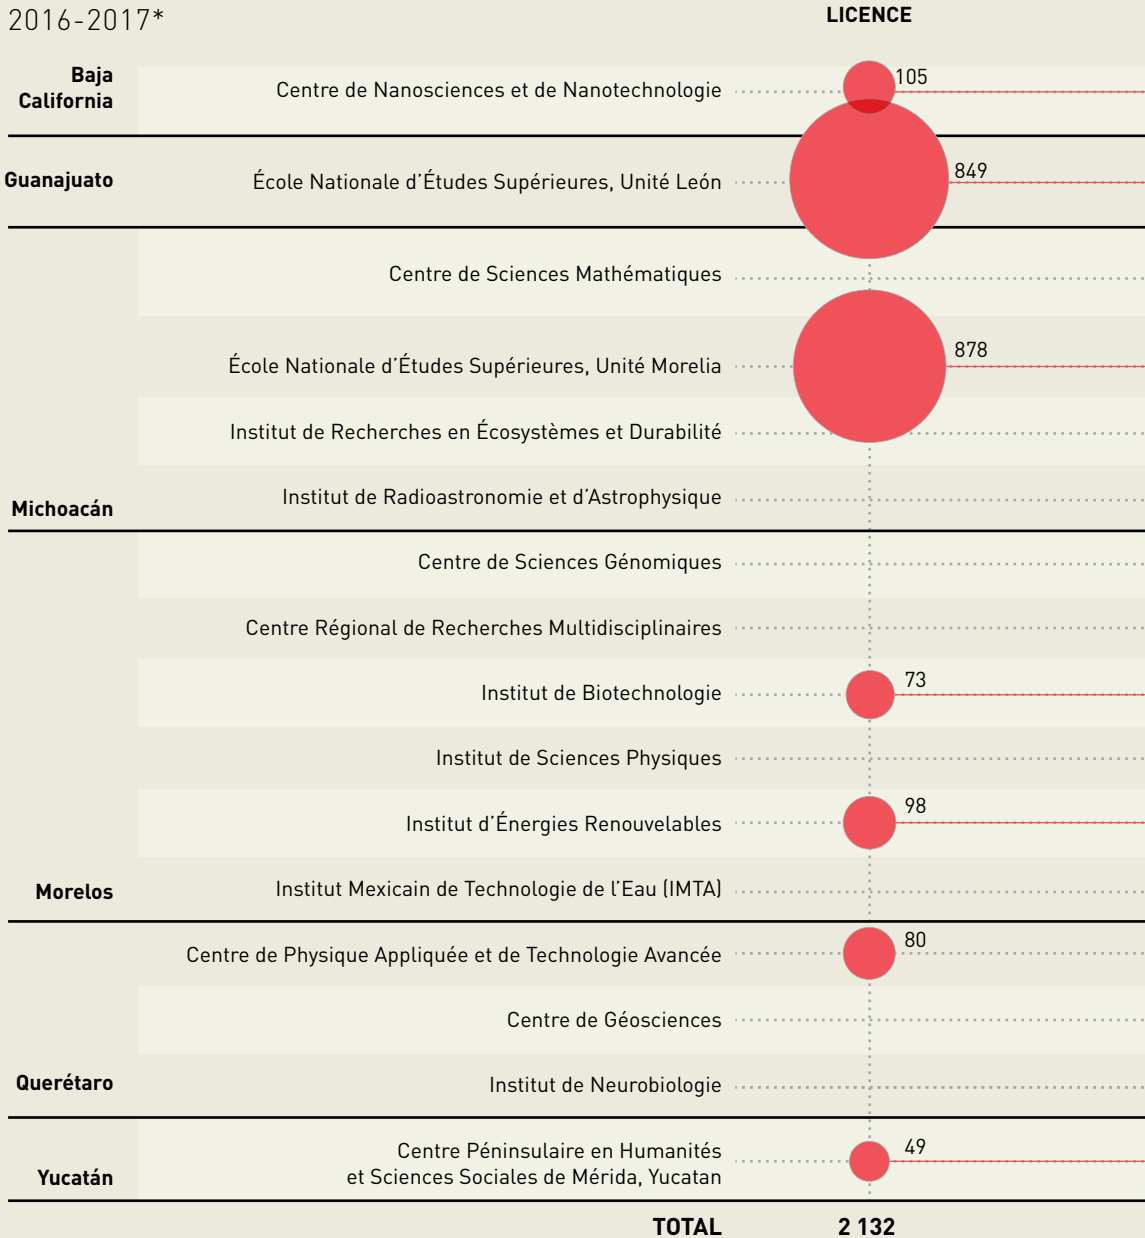 2016-2017*
LICENCE
Baja
California
Centre de Nanosciences et de Nanotechnologie
105
Guanajuato
École Nationale d'Études Supérieures, Unité León
849
Centre de Sciences Mathématiques
École Nationale d'Études Supérieures, Unité Morelia
878
Institut de Recherches en Écosystèmes et Durabilité
Institut de Radioastronomie et d'Astrophysique
Michoacán
Centre de Sciences Génomiques
Centre Régional de Recherches Multidisciplinaires
Institut de Biotechnologie
73
Institut de Sciences Physiques
Institut d'Énergies Renouvelables
98
Institut Mexicain de Technologie de l'Eau (IMTA)
Morelos
Centre de Physique Appliquée et de Technologie Avancée
80
Centre de Géosciences
Institut de Neurobiologie
Querétaro
Centre Péninsulaire en Humanités
et Sciences Sociales de Mérida, Yucatan
49
Yucatán
TOTAL
2 132